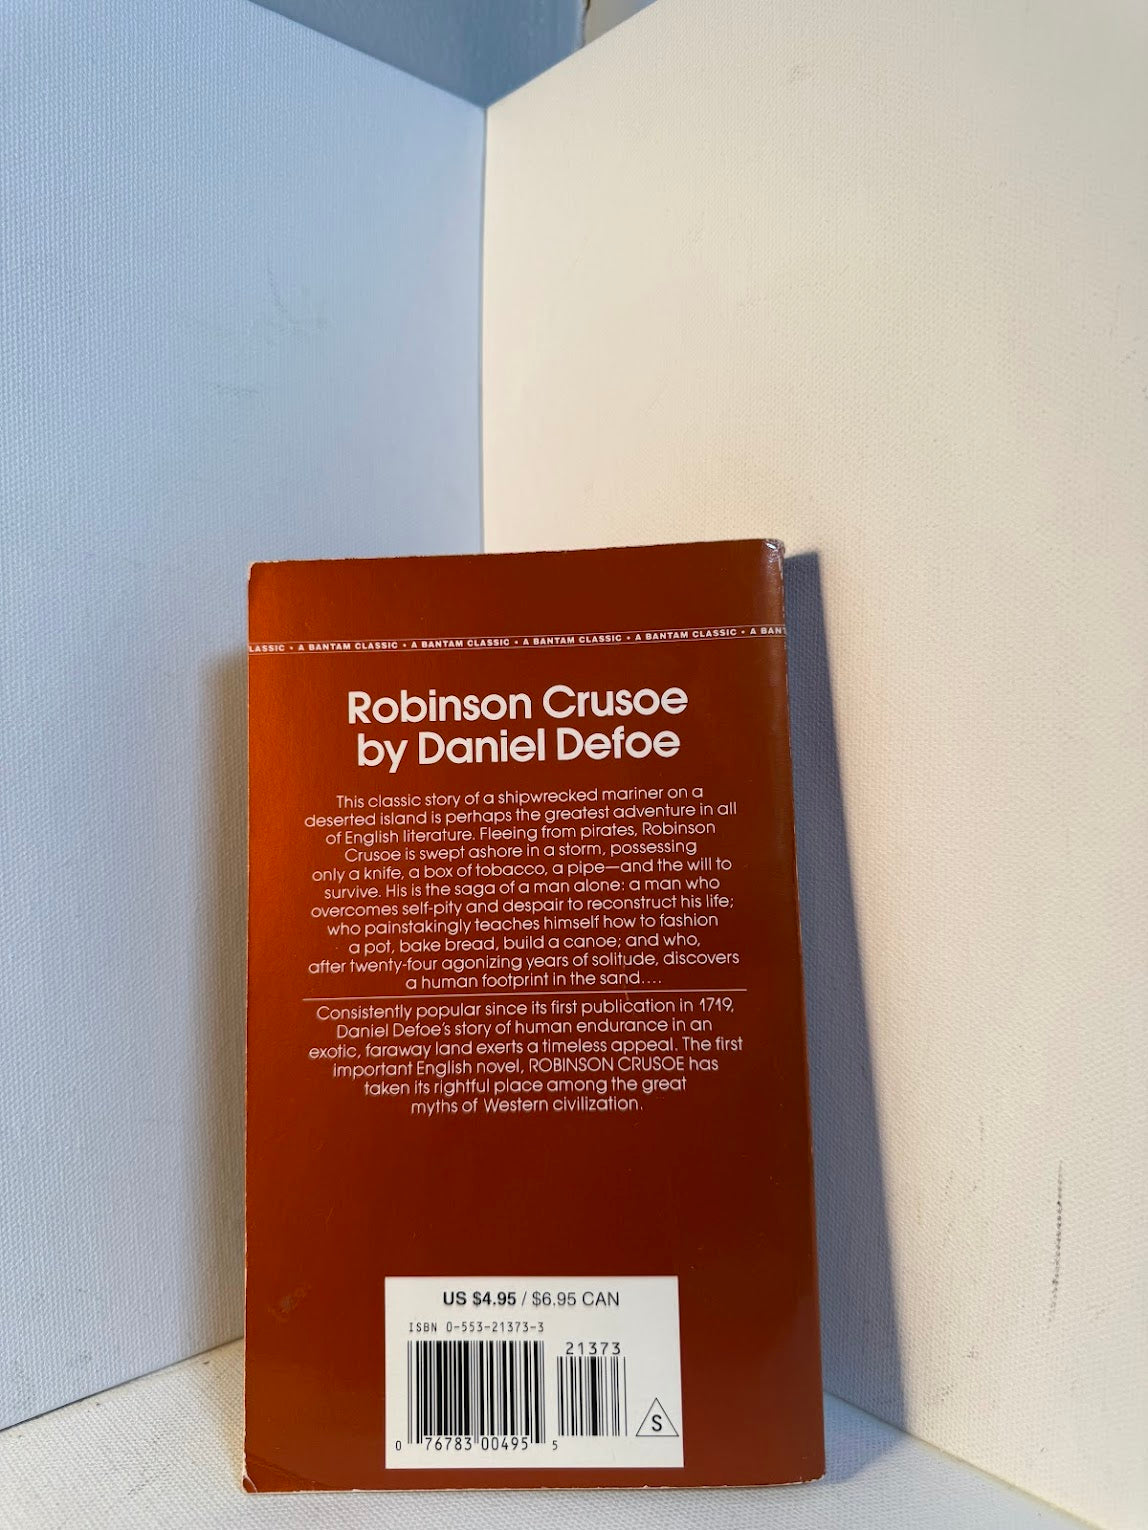 LASSIC • A BANTAM CLASSIC • A BANTAM CLASSIC • A BANTAM CLASSIC • A BANTAM CLASSIC • A BANT
Robinson Crusoe
by Daniel Defoe
This classic story of a shipwrecked mariner on a
deserted island is perhaps the greatest adventure in all
of English literature. Fleeing from pirates, Robinson
Crusoe is swept ashore in a storm, possessing
only a knife, a box of tobacco, a pipe—and the will to
survive. His is the saga of a man alone: a man who
overcomes self-pity and despair to reconstruct his life;
who painstakingly teaches himself how to fashion
a pot, bake bread, build a canoe; and who,
after twenty-four agonizing years of solitude, discovers
a human footprint in the sand....
Consistently popular since its first publication in 1719,
Daniel Defoe's story of human endurance in an
exotic, faraway land exerts a timeless appeal. The first
important English novel, ROBINSON CRUSOE has
taken its rightful place among the great
myths of Western civilization.
US $4.95 / $6.95 CAN
ISBN 0-553-21373-3
21373
S
0 76783 00495 5